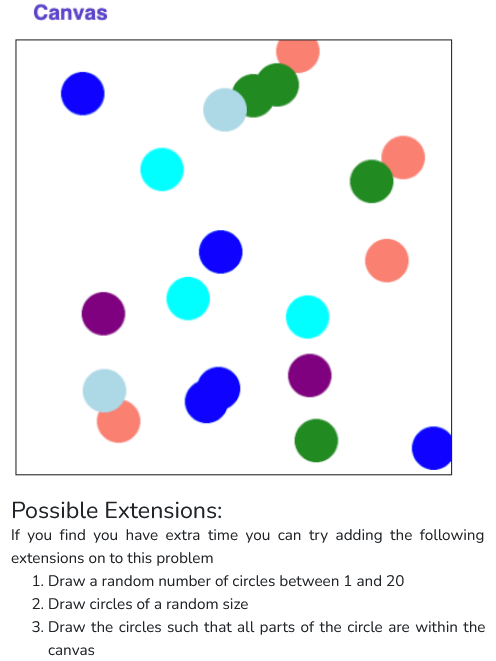 Canvas
Possible Extensions:
If you find you have extra time you can try adding the following
extensions on to this problem
1. Draw a random number of circles between 1 and 20
2. Draw circles of a random size
3. Draw the circles such that all parts of the circle are within the
canvas